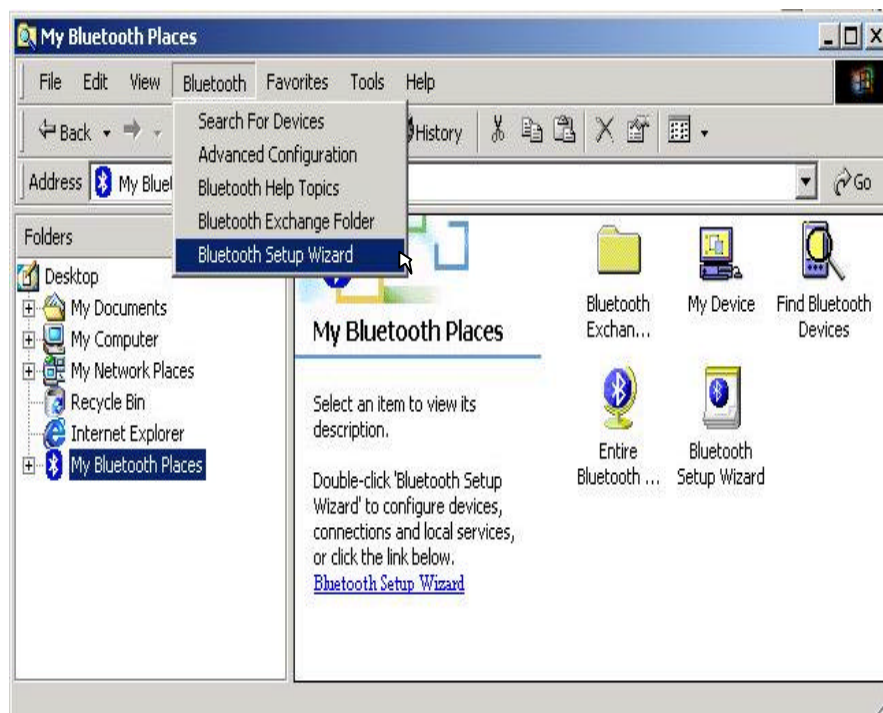 My Bluetooth Places
File Edit View Bluetooth Favorites Tools Help
Back History
Address My Bluet Go
Search For Devices
Advanced Configuration
Bluetooth Help Topics
Bluetooth Exchange Folder
Bluetooth Setup Wizard
Folders
Desktop
My Documents
My Computer
My Network Places
Recycle Bin
Internet Explorer
My Bluetooth Places
My Bluetooth Places
Select an item to view its
description.
Double-click 'Bluetooth Setup
Wizard' to configure devices,
connections and local services,
or click the link below.
Bluetooth Setup Wizard
Bluetooth
Exchan...
My Device
Find Bluetooth
Devices
Entire
Bluetooth ...
Bluetooth
Setup Wizard